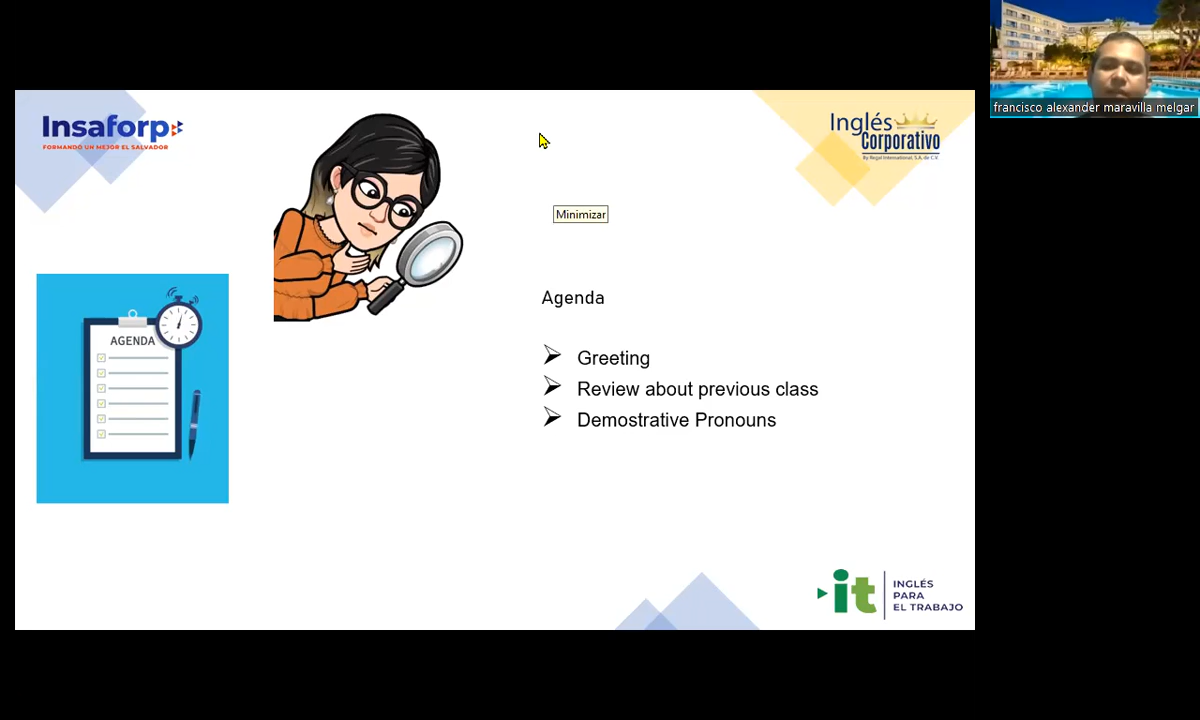 francisco alexander maravilla melgar
Insaforp
FORMANDO UN MEJOR EL SALVADOR
Inglés
Corporativo
By Regal International, S.A. de C.V.
Minimizar
AGENDA
Agenda
Greeting
Review about previous class
Demostrative Pronouns
it
INGLÉS
PARA
EL TRABAJO